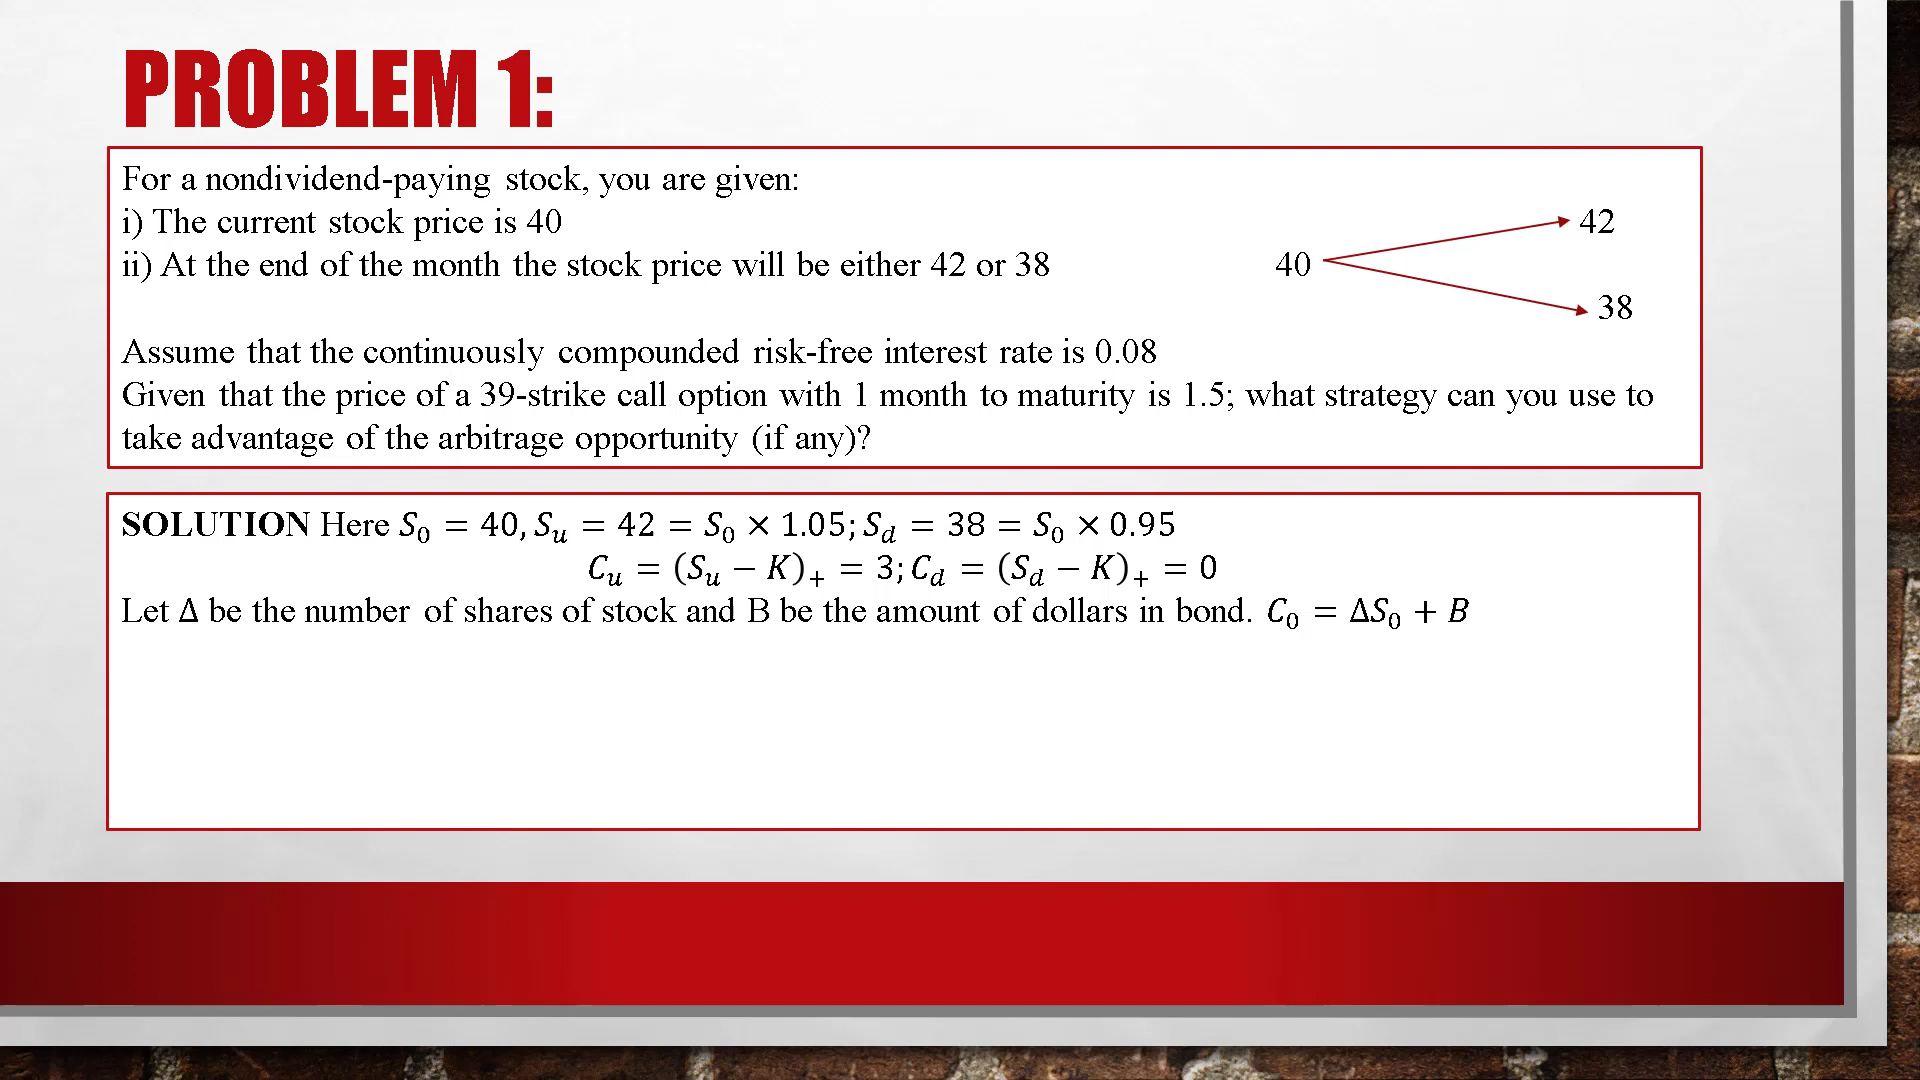 PROBLEM 1:
For a nondividend-paying stock, you are given:
i) The current stock price is 40
42
ii) At the end of the month the stock price will be either 42 or 38
40
38
Assume that the continuously compounded risk-free interest rate is 0.08
Given that the price of a 39-strike call option with 1 month to maturity is 1.5; what strategy can you use to
take advantage of the arbitrage opportunity (if any)?
SOLUTION Here S₀ = 40, Sᵤ = 42 = S₀ × 1.05; S_d = 38 = S₀ × 0.95
Cᵤ = (Sᵤ − K)₊ = 3; C_d = (S_d − K)₊ = 0
Let Δ be the number of shares of stock and B be the amount of dollars in bond. C₀ = ΔS₀ + B